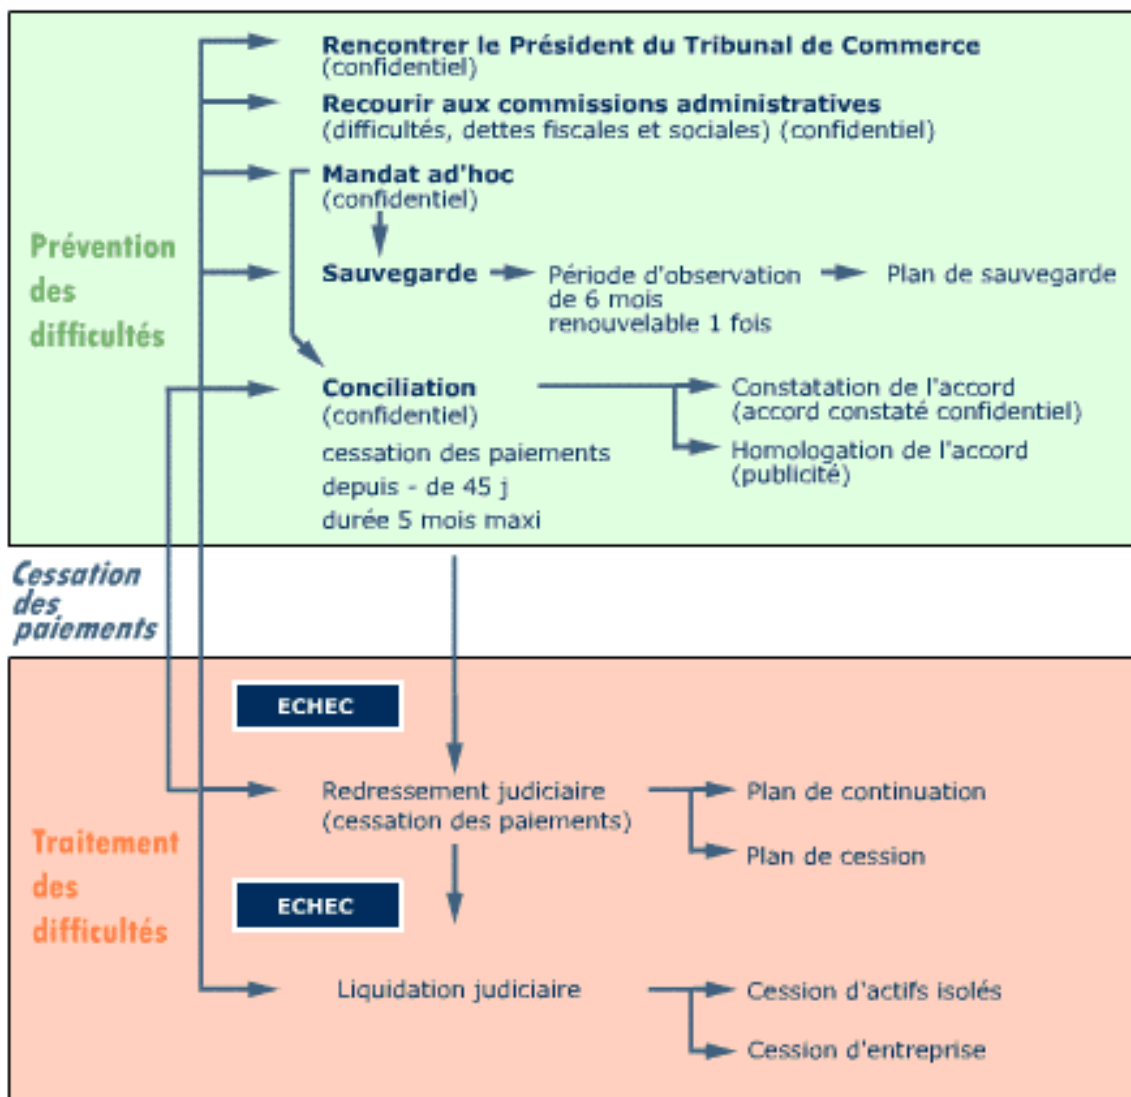 Rencontrer le Président du Tribunal de Commerce
(confidentiel)
Recourir aux commissions administratives
(difficultés, dettes fiscales et sociales) (confidentiel)
Mandat ad'hoc
(confidentiel)
Prévention
des
difficultés
Sauvegarde
Période d'observation
de 6 mois
renouvelable 1 fois
Plan de sauvegarde
Conciliation
(confidentiel)
cessation des paiements
depuis - de 45 j
durée 5 mois maxi
Constatation de l'accord
(accord constaté confidentiel)
Homologation de l'accord
(publicité)
Cessation
des
paiements
ECHEC
Redressement judiciaire
(cessation des paiements)
Plan de continuation
Plan de cession
Traitement
des
difficultés
ECHEC
Liquidation judiciaire
Cession d'actifs isolés
Cession d'entreprise